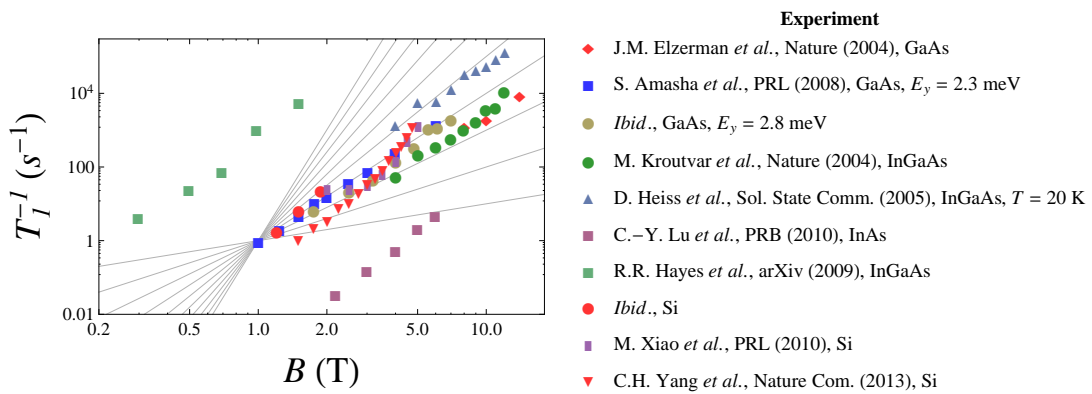 Experiment
J.M. Elzerman et al., Nature (2004), GaAs
S. Amasha et al., PRL (2008), GaAs, E_y = 2.3 meV
Ibid., GaAs, E_y = 2.8 meV
M. Kroutvar et al., Nature (2004), InGaAs
D. Heiss et al., Sol. State Comm. (2005), InGaAs, T = 20 K
C.-Y. Lu et al., PRB (2010), InAs
R.R. Hayes et al., arXiv (2009), InGaAs
Ibid., Si
M. Xiao et al., PRL (2010), Si
C.H. Yang et al., Nature Com. (2013), Si
T_1^{-1} (s^{-1})
10^4
100
1
0.01
0.2 0.5 1.0 2.0 5.0 10.0
B (T)